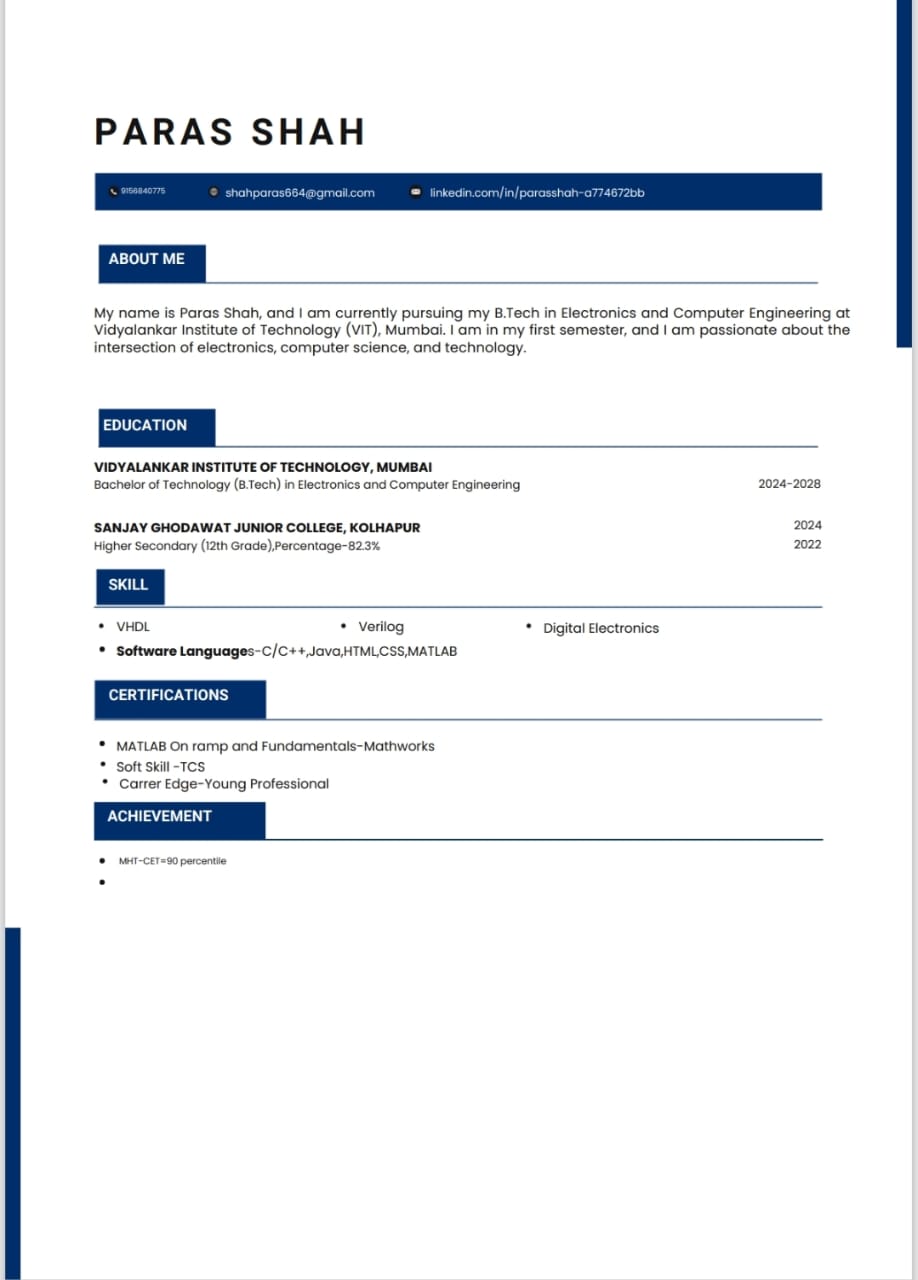 PARAS SHAH
9156840775 shahparas664@gmail.com linkedin.com/in/parasshah-a774672bb
ABOUT ME
My name is Paras Shah, and I am currently pursuing my B.Tech in Electronics and Computer Engineering at
Vidyalankar Institute of Technology (VIT), Mumbai. I am in my first semester, and I am passionate about the
intersection of electronics, computer science, and technology.
EDUCATION
VIDYALANKAR INSTITUTE OF TECHNOLOGY, MUMBAI
Bachelor of Technology (B.Tech) in Electronics and Computer Engineering 2024-2028
SANJAY GHODAWAT JUNIOR COLLEGE, KOLHAPUR 2024
Higher Secondary (12th Grade),Percentage-82.3% 2022
SKILL
• VHDL • Verilog • Digital Electronics
• Software Languages-C/C++,Java,HTML,CSS,MATLAB
CERTIFICATIONS
• MATLAB On ramp and Fundamentals-Mathworks
• Soft Skill -TCS
• Carrer Edge-Young Professional
ACHIEVEMENT
• MHT-CET=90 percentile
•